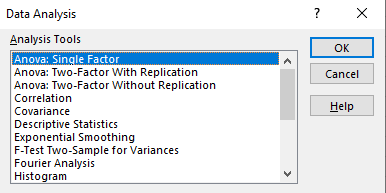 Data Analysis
?
Analysis Tools
Anova: Single Factor
Anova: Two-Factor With Replication
Anova: Two-Factor Without Replication
Correlation
Covariance
Descriptive Statistics
Exponential Smoothing
F-Test Two-Sample for Variances
Fourier Analysis
Histogram
OK
Cancel
Help